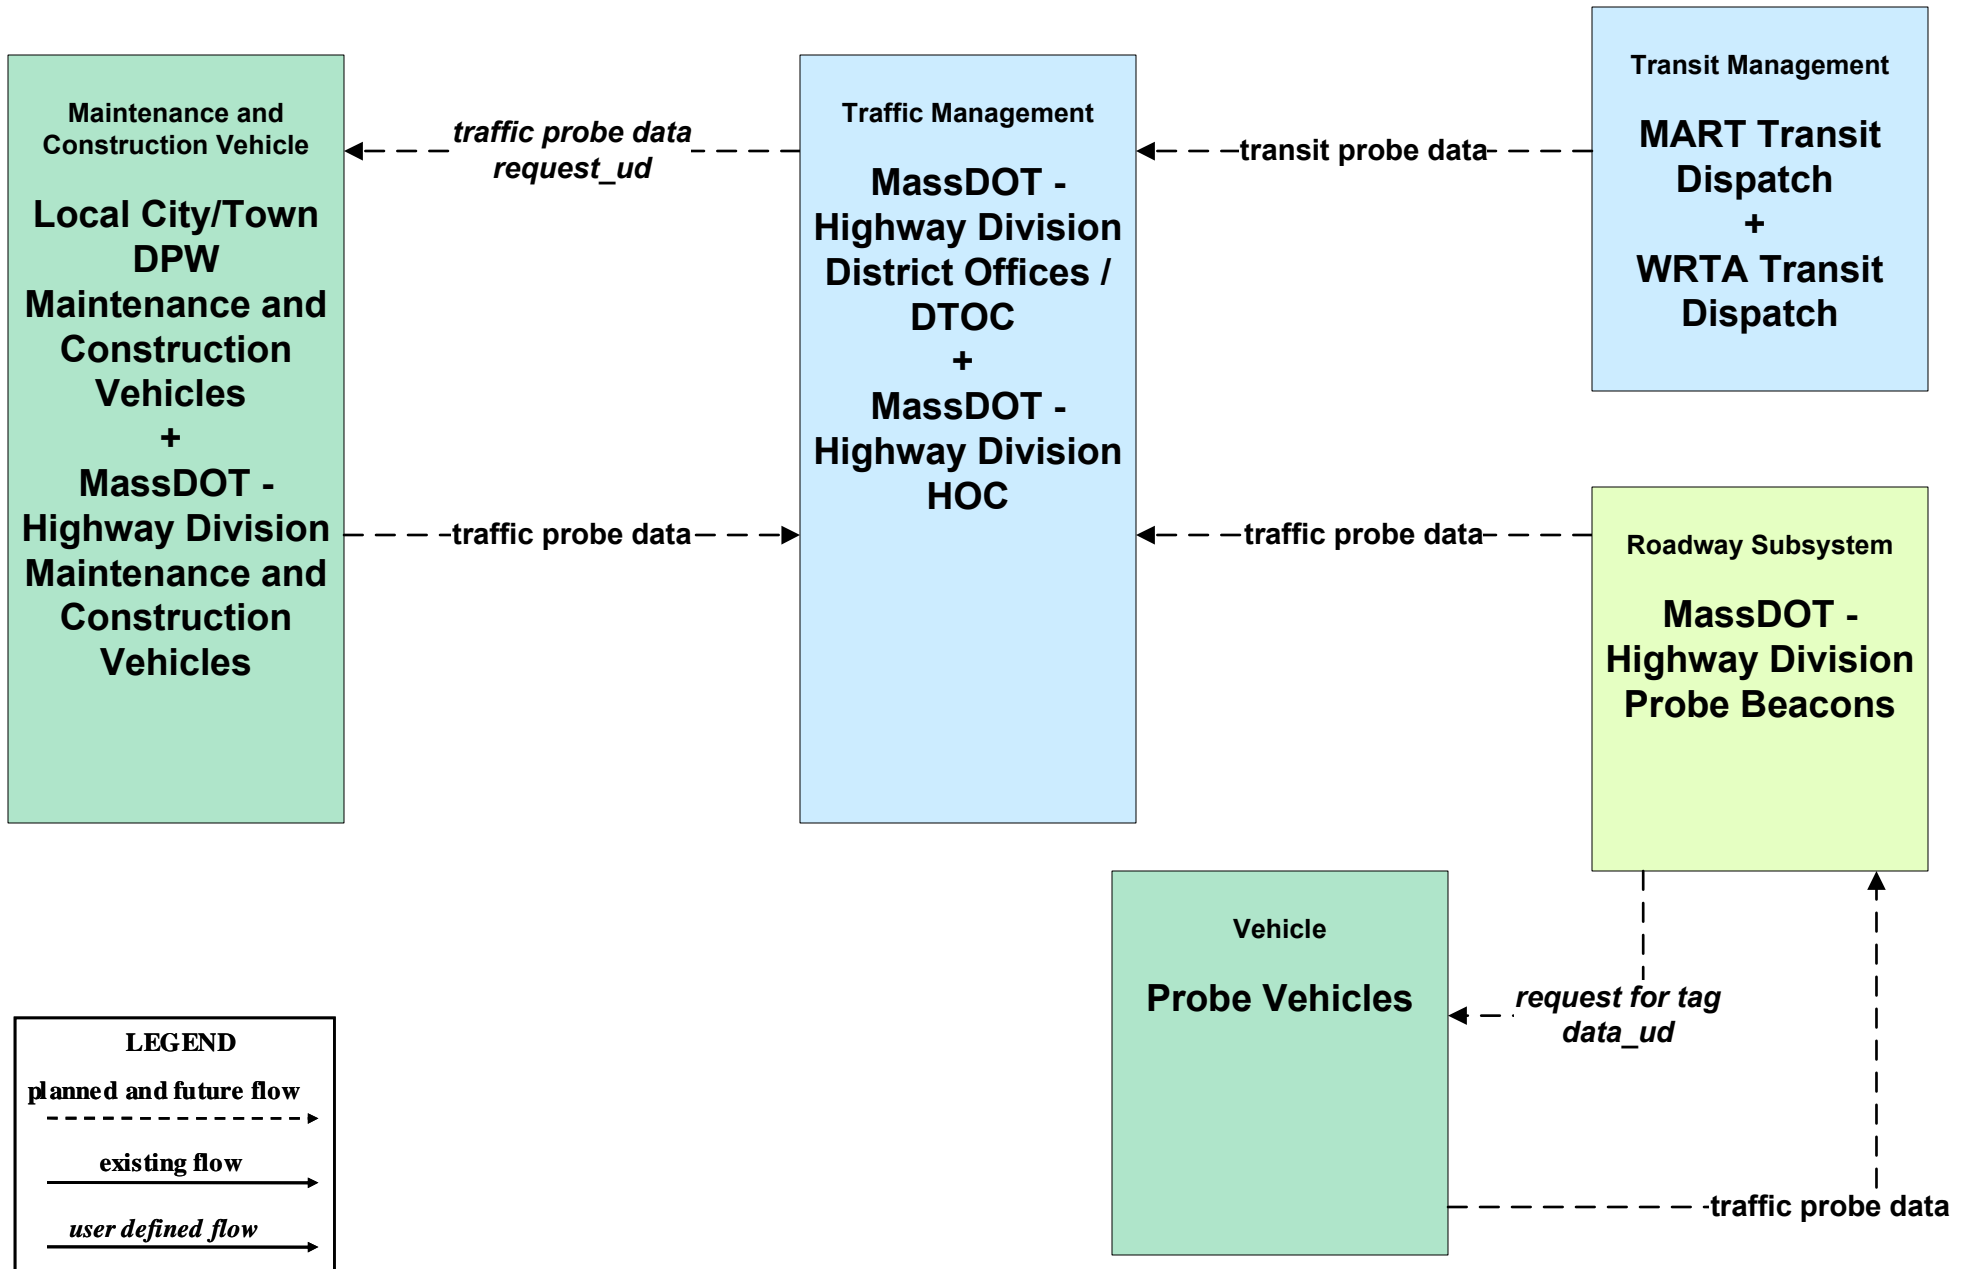 Maintenance and
Construction Vehicle
Local City/Town
DPW
Maintenance and
Construction
Vehicles
+
MassDOT -
Highway Division
Maintenance and
Construction
Vehicles
traffic probe data
request_ud
traffic probe data
Traffic Management
MassDOT -
Highway Division
District Offices /
DTOC
+
MassDOT -
Highway Division
HOC
transit probe data
traffic probe data
Transit Management
MART Transit
Dispatch
+
WRTA Transit
Dispatch
Roadway Subsystem
MassDOT -
Highway Division
Probe Beacons
Vehicle
Probe Vehicles
request for tag
data_ud
traffic probe data
LEGEND
planned and future flow
existing flow
user defined flow